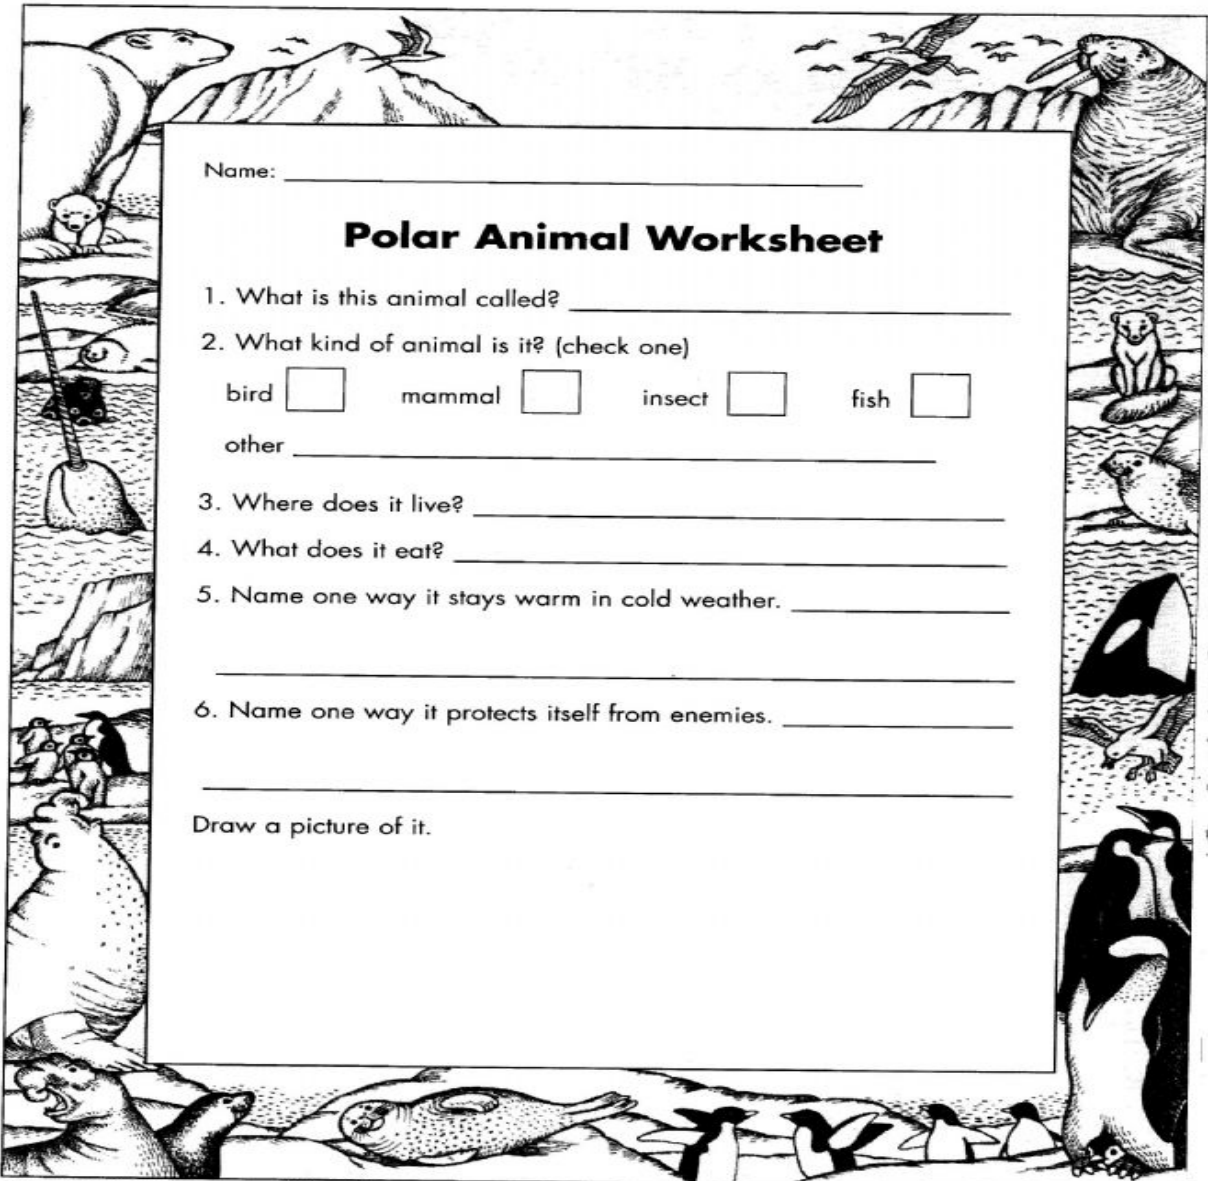 Name:
Polar Animal Worksheet
1. What is this animal called?
2. What kind of animal is it? (check one)
bird mammal insect fish
other
3. Where does it live?
4. What does it eat?
5. Name one way it stays warm in cold weather.
6. Name one way it protects itself from enemies.
Draw a picture of it.